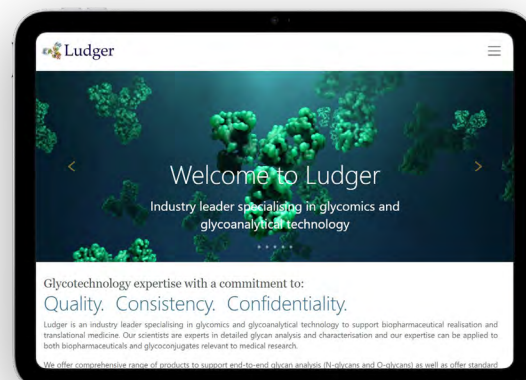 Ludger
Welcome to Ludger
Industry leader specialising in glycomics and
glycoanalytical technology
Glycotechnology expertise with a commitment to:
Quality. Consistency. Confidentiality.
Ludger is an industry leader specialising in glycomics and glycoanalytical technology to support biopharmaceutical realisation and
translational medicine. Our scientists are experts in detailed glycan analysis and characterisation and our expertise can be applied to
both biopharmaceuticals and glycoconjugates relevant to medical research.
We offer comprehensive range of products to support end-to-end glycan analysis (N-glycans and O-glycans) as well as offer standard